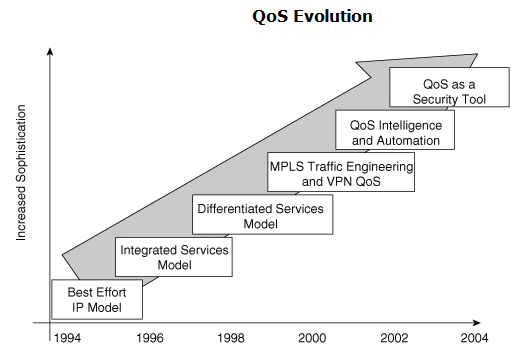 QoS Evolution
Increased Sophistication
QoS as a
Security Tool
QoS Intelligence
and Automation
MPLS Traffic Engineering
and VPN QoS
Differentiated Services
Model
Integrated Services
Model
Best Effort
IP Model
1994 1996 1998 2000 2002 2004